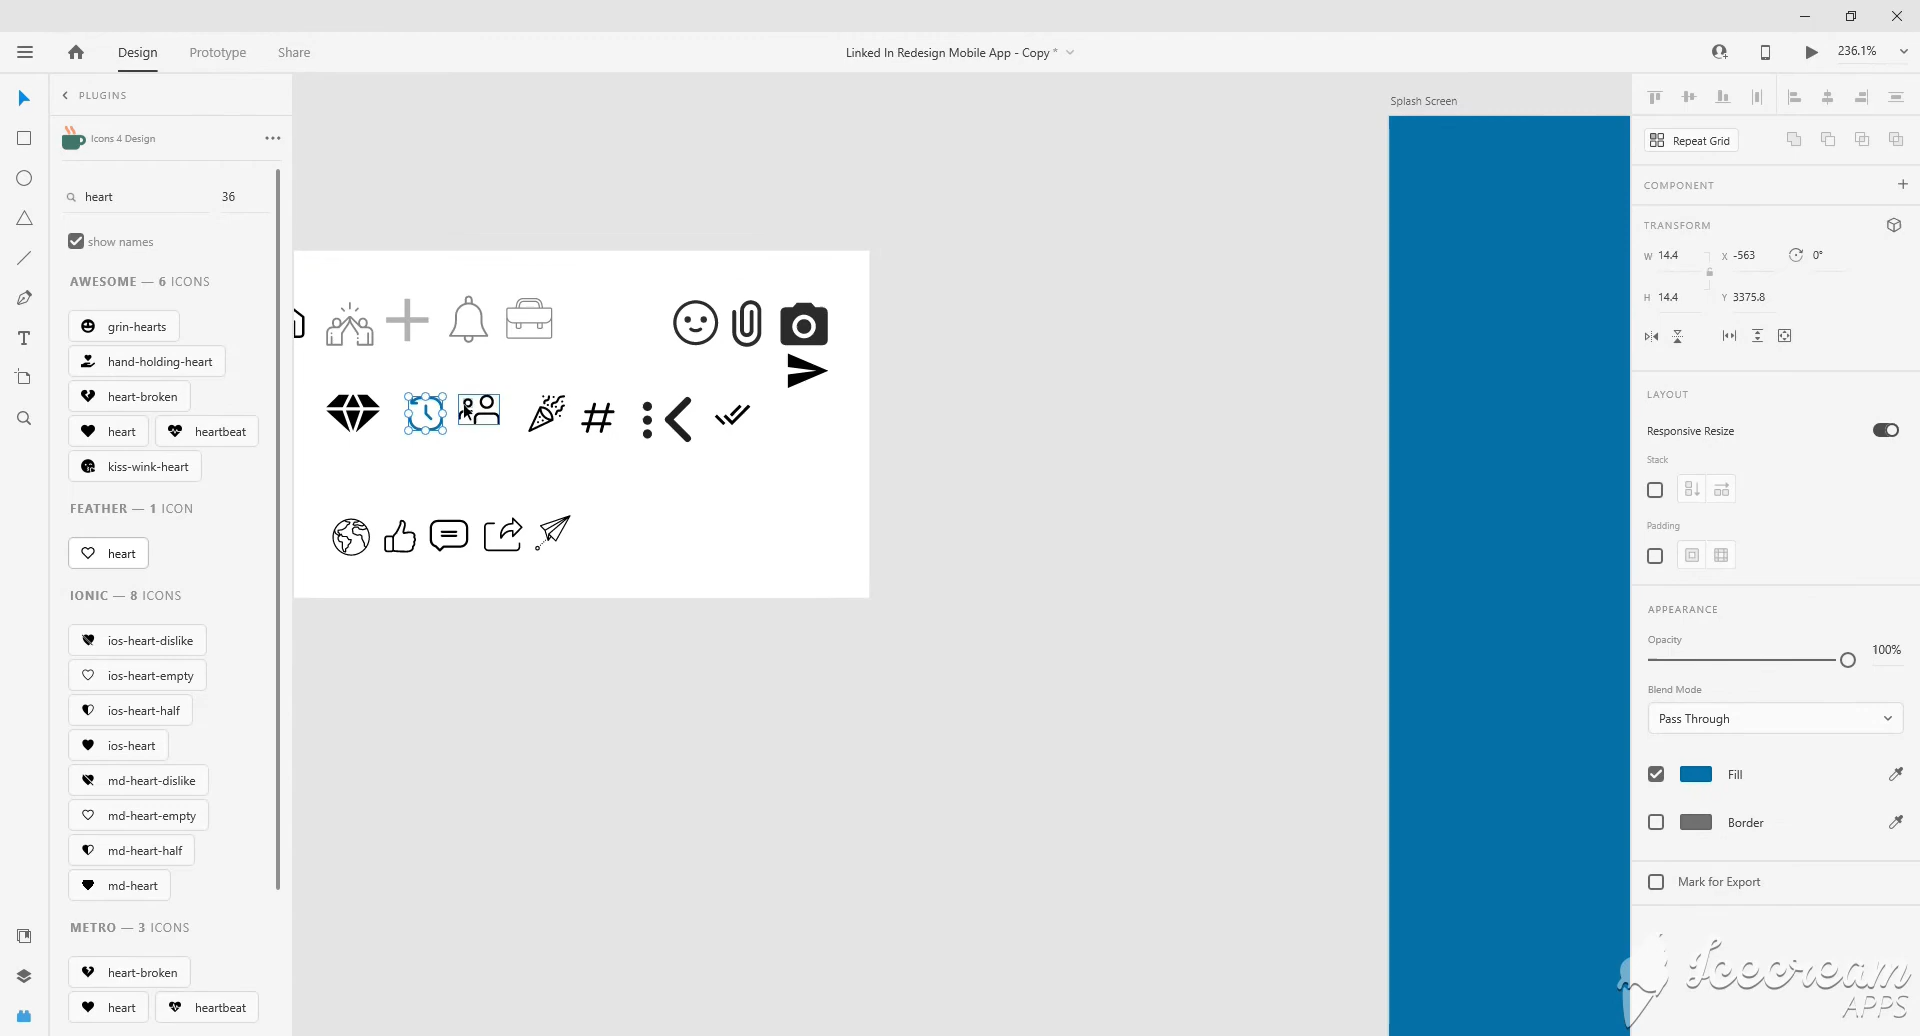 Design Prototype Share
Linked In Redesign Mobile App - Copy *
236.1%
PLUGINS
Icons 4 Design
heart 36
show names
AWESOME — 6 ICONS
grin-hearts
hand-holding-heart
heart-broken
heart heartbeat
kiss-wink-heart
FEATHER — 1 ICON
heart
IONIC — 8 ICONS
ios-heart-dislike
ios-heart-empty
ios-heart-half
ios-heart
md-heart-dislike
md-heart-empty
md-heart-half
md-heart
METRO — 3 ICONS
heart-broken
heart heartbeat
Splash Screen
Repeat Grid
COMPONENT
TRANSFORM
W 14.4 X -563 0°
H 14.4 Y 3375.8
LAYOUT
Responsive Resize
Stack
Padding
APPEARANCE
Opacity
100%
Blend Mode
Pass Through
Fill
Border
Mark for Export
Icecream
APPS